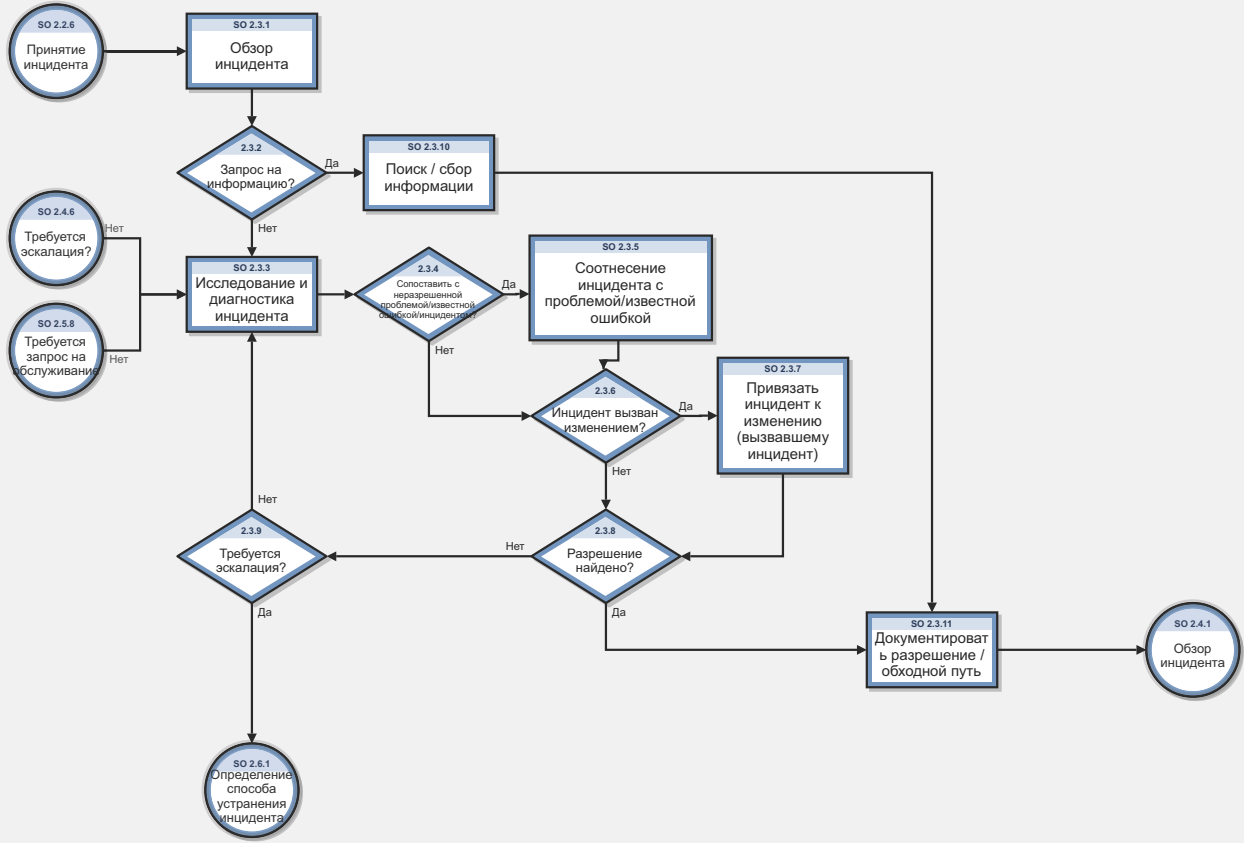 SO 2.2.6
Принятие
инцидента
SO 2.3.1
Обзор
инцидента
2.3.2
Запрос на
информацию?
Да
SO 2.3.10
Поиск / сбор
информации
Нет
SO 2.4.6
Требуется
эскалация?
Нет
SO 2.5.8
Требуется
запрос на
обслуживание
Нет
SO 2.3.3
Исследование и
диагностика
инцидента
2.3.4
Сопоставить с
неразрешенной
проблемой/известной
ошибкой/инцидентом?
Да
Нет
SO 2.3.5
Соотнесение
инцидента с
проблемой/известной
ошибкой
2.3.6
Инцидент вызван
изменением?
Да
Нет
SO 2.3.7
Привязать
инцидент к
изменению
(вызвавшему
инцидент)
2.3.8
Разрешение
найдено?
Нет
Да
2.3.9
Требуется
эскалация?
Нет
Да
SO 2.3.11
Документироват
ь разрешение /
обходной путь
SO 2.4.1
Обзор
инцидента
SO 2.6.1
Определение
способа
устранения
инцидента